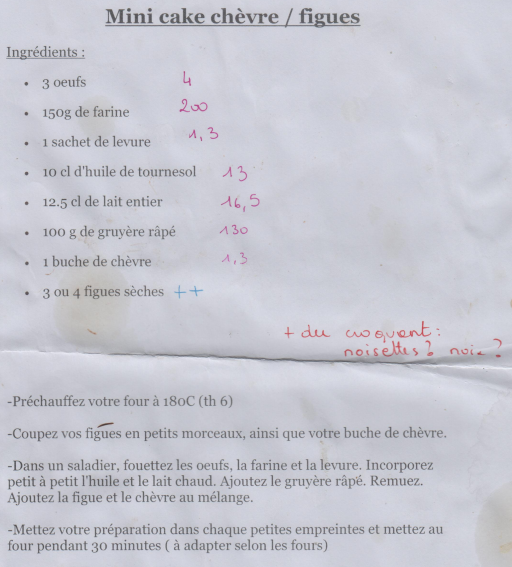 Mini cake chèvre / figues
Ingrédients :
• 3 oeufs 4
• 150g de farine 200
• 1 sachet de levure 1,3
• 10 cl d'huile de tournesol 13
• 12.5 cl de lait entier 16,5
• 100 g de gruyère râpé 130
• 1 buche de chèvre 1,3
• 3 ou 4 figues sèches ++
+ du croquant :
noisettes ? noix ?
-Préchauffez votre four à 180C (th 6)
-Coupez vos figues en petits morceaux, ainsi que votre buche de chèvre.
-Dans un saladier, fouettez les oeufs, la farine et la levure. Incorporez
petit à petit l'huile et le lait chaud. Ajoutez le gruyère râpé. Remuez.
Ajoutez la figue et le chèvre au mélange.
-Mettez votre préparation dans chaque petites empreintes et mettez au
four pendant 30 minutes ( à adapter selon les fours)